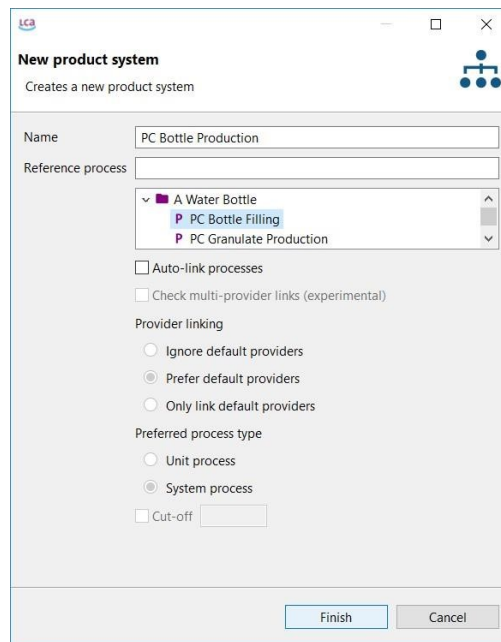 LCA
New product system
Creates a new product system
Name
PC Bottle Production
Reference process
A Water Bottle
P PC Bottle Filling
P PC Granulate Production
Auto-link processes
Check multi-provider links (experimental)
Provider linking
Ignore default providers
Prefer default providers
Only link default providers
Preferred process type
Unit process
System process
Cut-off
Finish
Cancel